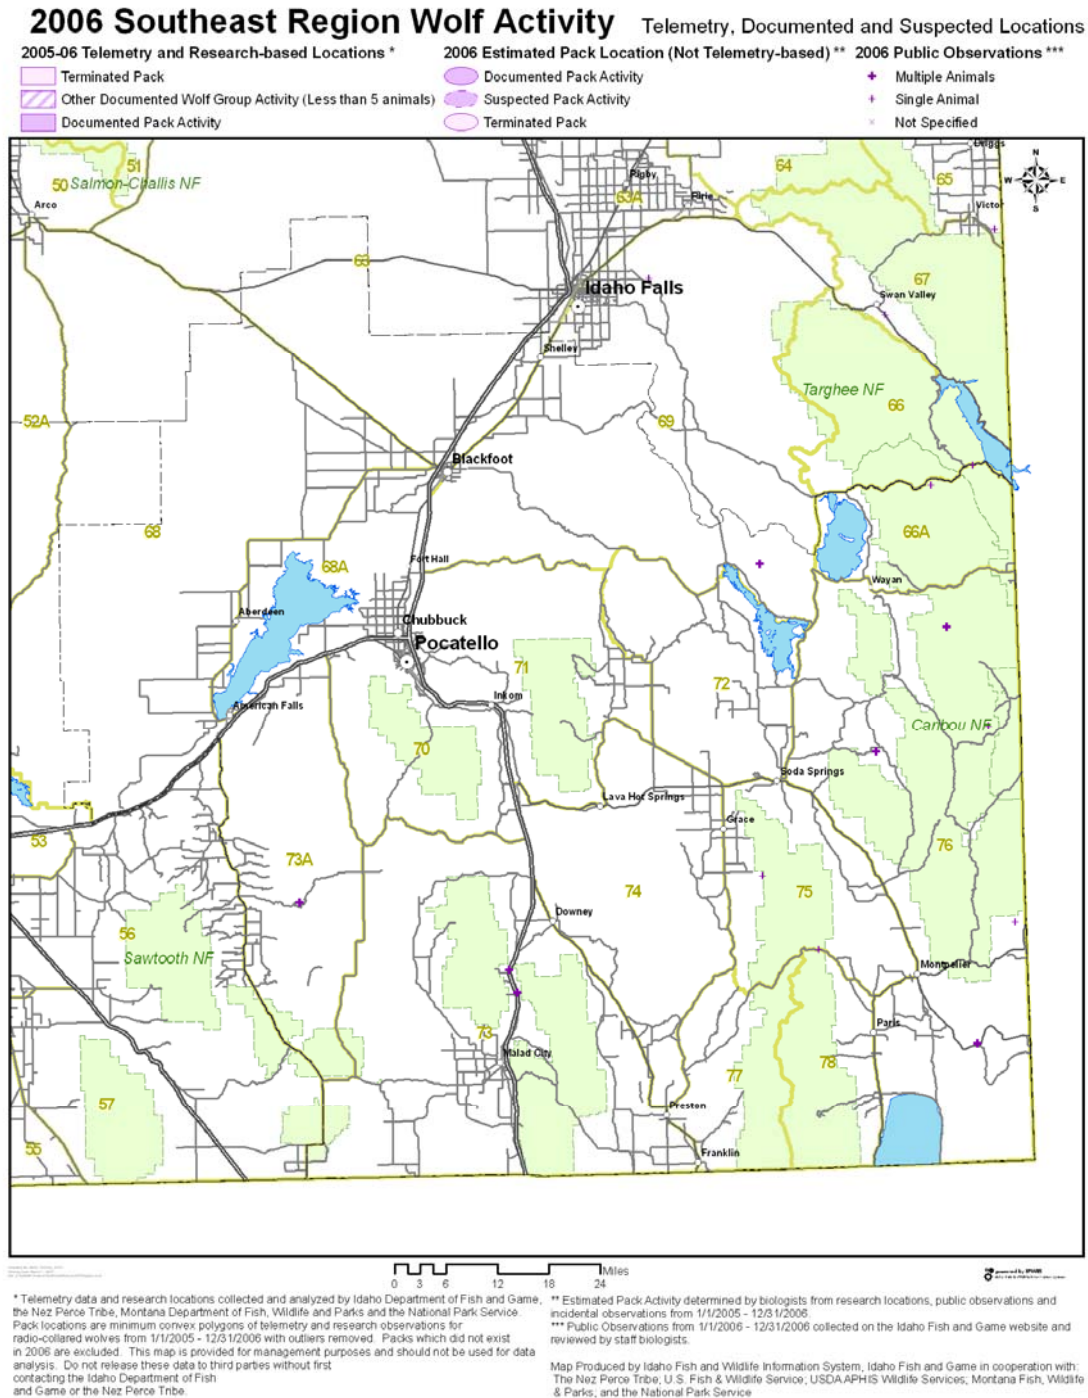 2006 Southeast Region Wolf Activity Telemetry, Documented and Suspected Locations
2005-06 Telemetry and Research-based Locations *
Terminated Pack
Other Documented Wolf Group Activity (Less than 5 animals)
Documented Pack Activity
2006 Estimated Pack Location (Not Telemetry-based) **
Documented Pack Activity
Suspected Pack Activity
Terminated Pack
2006 Public Observations ***
Multiple Animals
Single Animal
Not Specified
51
50 Salmon-Challis NF
Arco
Rigby
63A
Ririe
64
65
Driggs
Victor
N
W E
S
63
Idaho Falls
67
Swan Valley
Shelley
Targhee NF
66
52A
69
Blackfoot
68
66A
Fort Hall
68A
Wayan
Aberdeen
Chubbuck
Pocatello
71
72
Inkom
American Falls
Caribou NF
70
Soda Springs
Lava Hot Springs
Grace
53
73A
76
74
75
Downey
56
Sawtooth NF
Montpelier
Paris
73
Malad City
78
77
57
Preston
55
Franklin
Miles
0 3 6 12 18 24
* Telemetry data and research locations collected and analyzed by Idaho Department of Fish and Game,
the Nez Perce Tribe, Montana Department of Fish, Wildlife and Parks and the National Park Service.
Pack locations are minimum convex polygons of telemetry and research observations for
radio-collared wolves from 1/1/2005 - 12/31/2006 with outliers removed. Packs which did not exist
in 2006 are excluded. This map is provided for management purposes and should not be used for data
analysis. Do not release these data to third parties without first
contacting the Idaho Department of Fish
and Game or the Nez Perce Tribe.
** Estimated Pack Activity determined by biologists from research locations, public observations and
incidental observations from 1/1/2005 - 12/31/2006.
*** Public Observations from 1/1/2006 - 12/31/2006 collected on the Idaho Fish and Game website and
reviewed by staff biologists.
Map Produced by Idaho Fish and Wildlife Information System, Idaho Fish and Game in cooperation with:
The Nez Perce Tribe; U.S. Fish & Wildlife Service; USDA APHIS Wildlife Services; Montana Fish, Wildlife
& Parks; and the National Park Service